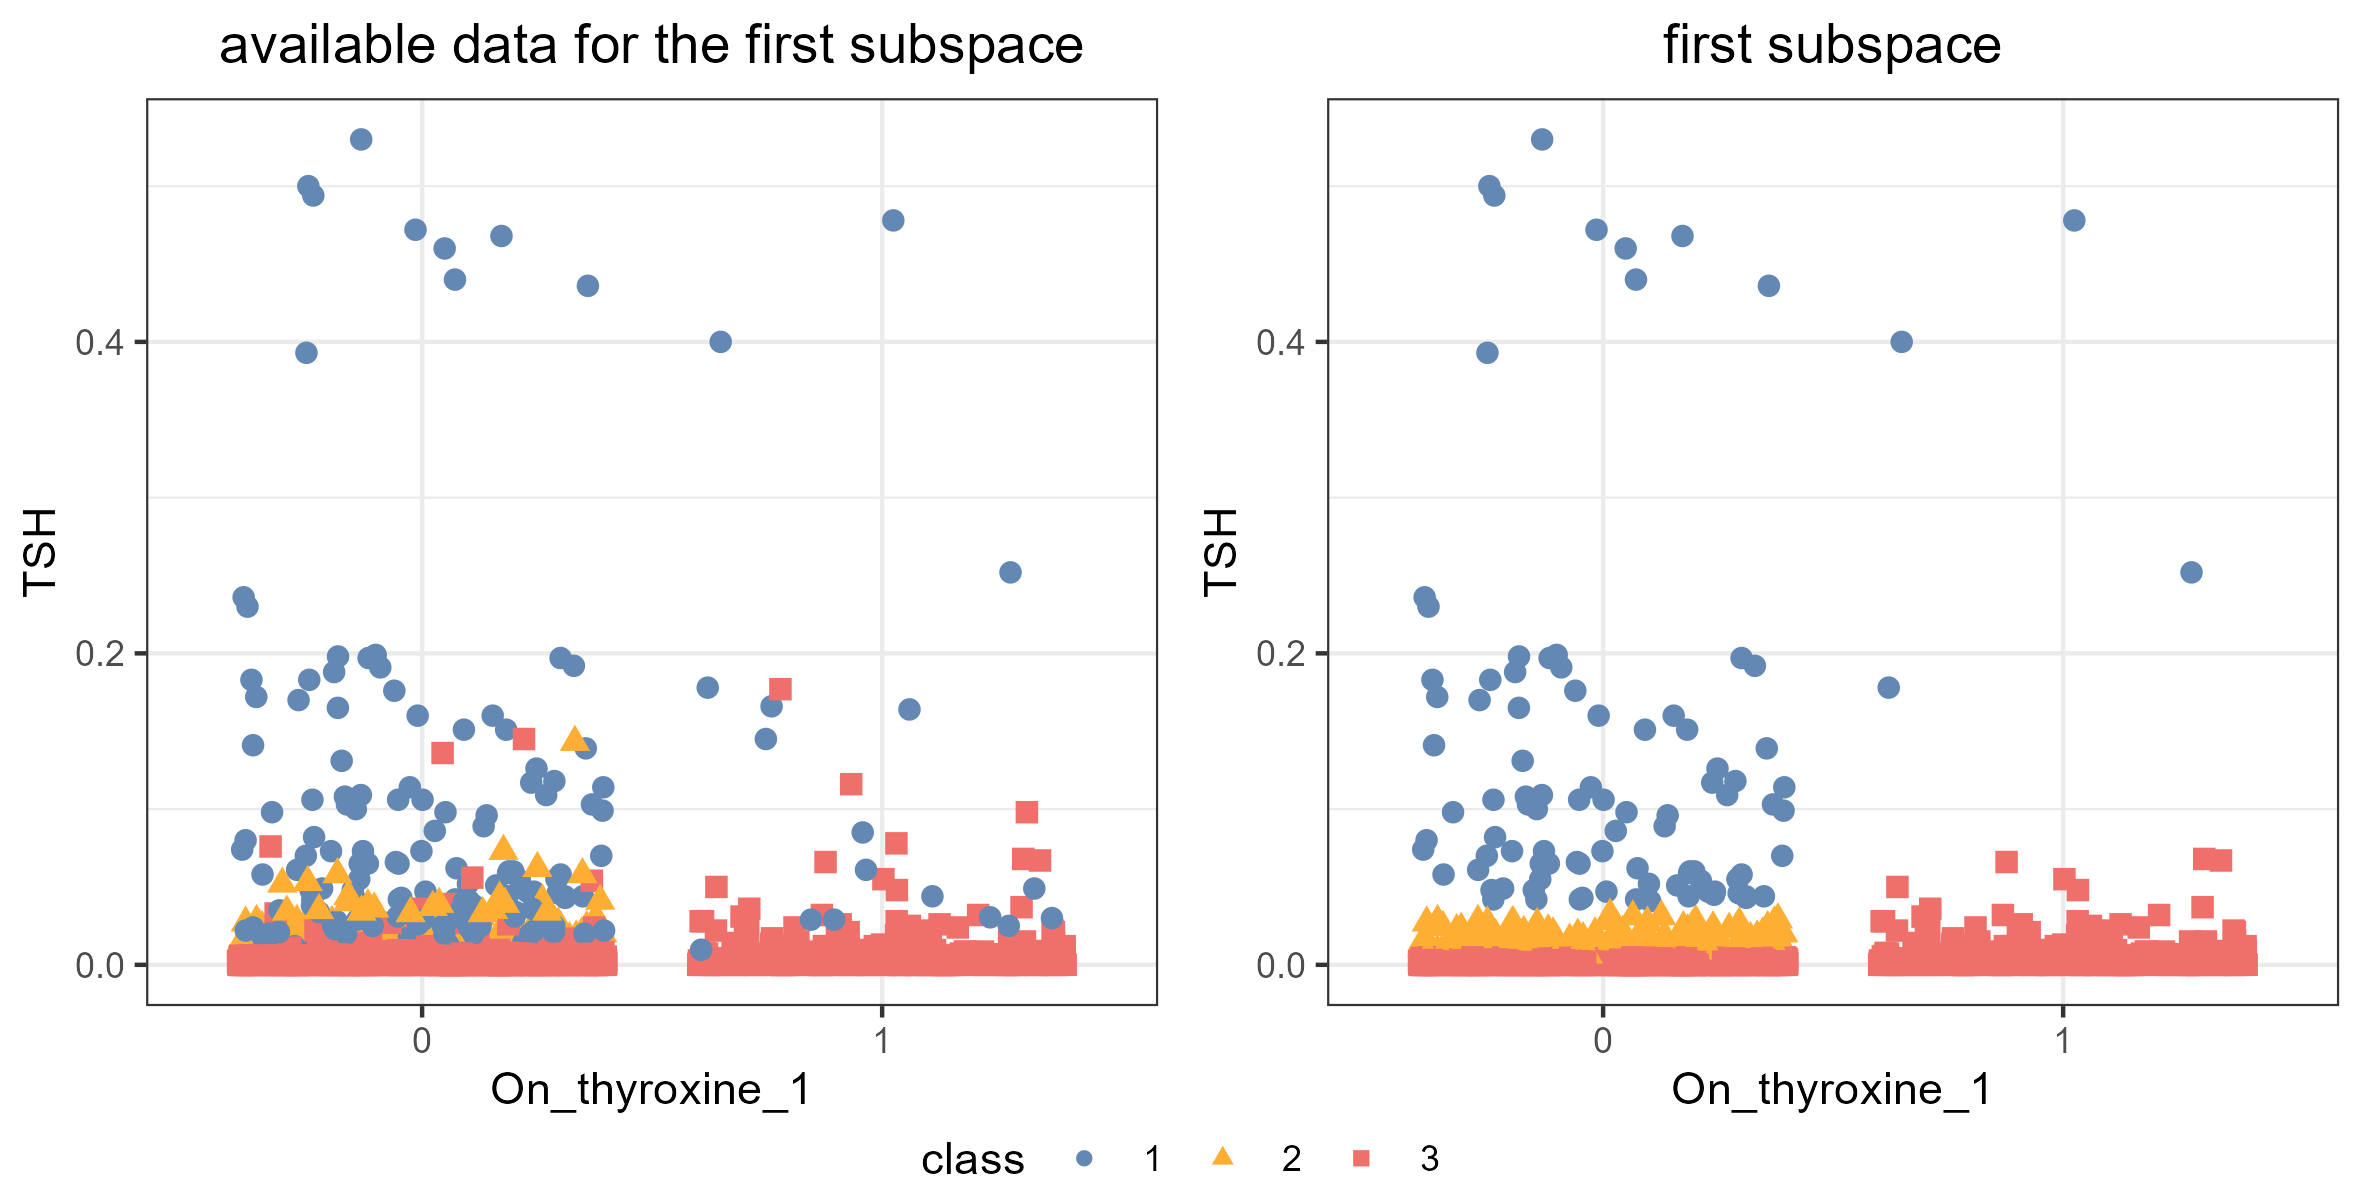 available data for the first subspace
first subspace
TSH
0.4
0.2
0.0
0
1
On_thyroxine_1
TSH
0.4
0.2
0.0
0
1
On_thyroxine_1
class 1 2 3